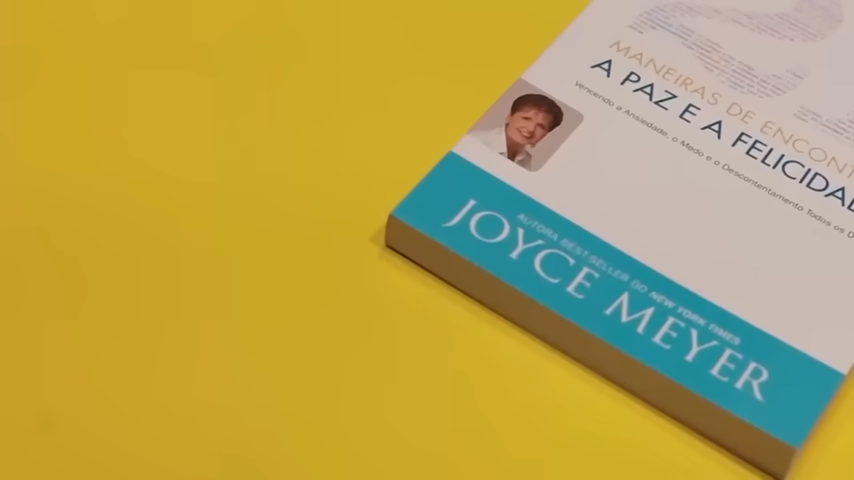 MANEIRAS DE ENCONT
A PAZ E A FELICIDAD
Vencendo a Ansiedade, o Medo e o Descontentamento Todos os D
AUTORA BEST-SELLER DO NEW YORK TIMES
JOYCE MEYER